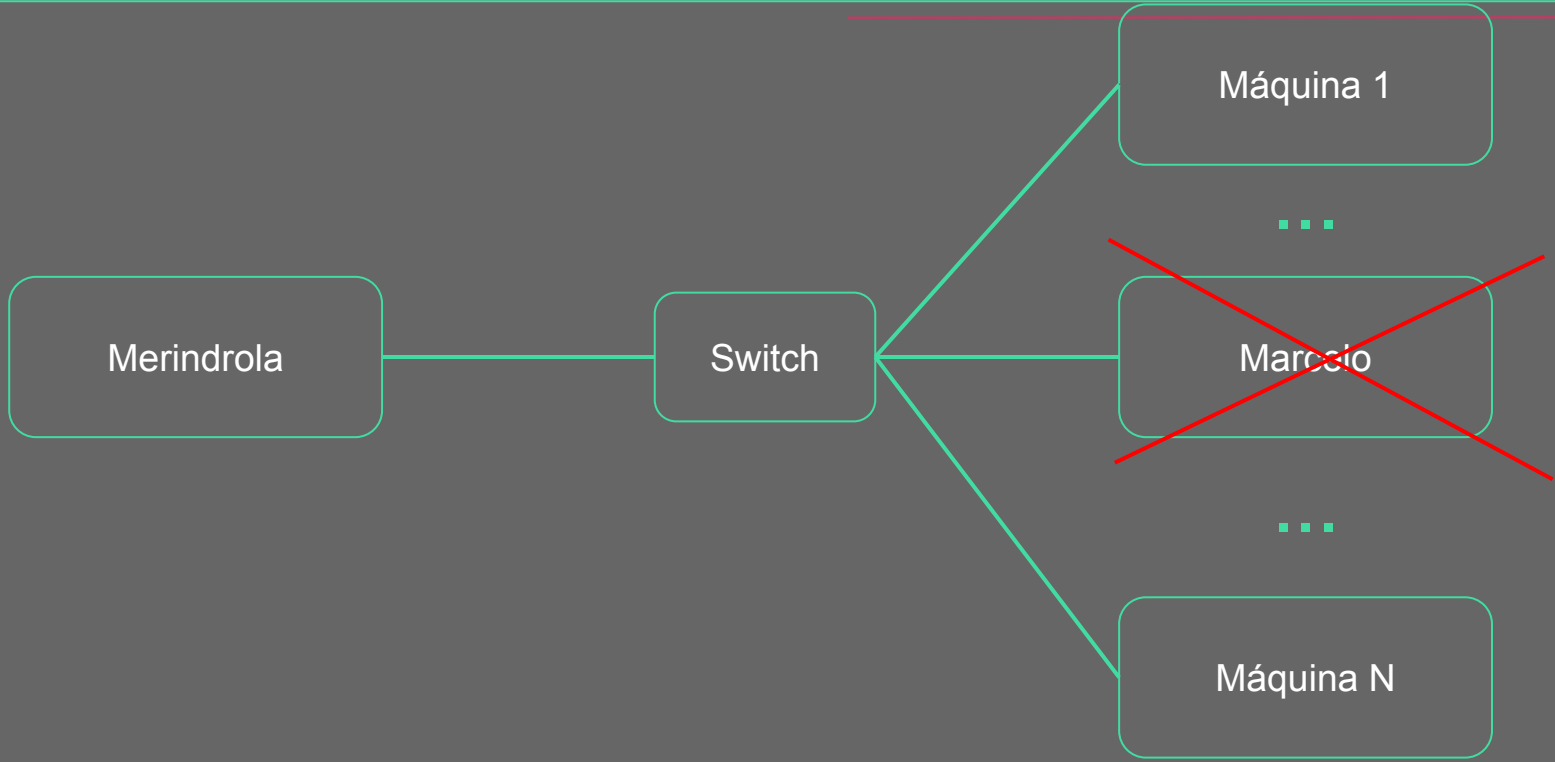 Máquina 1
...
Merindrola
Switch
Marcelo
...
Máquina N